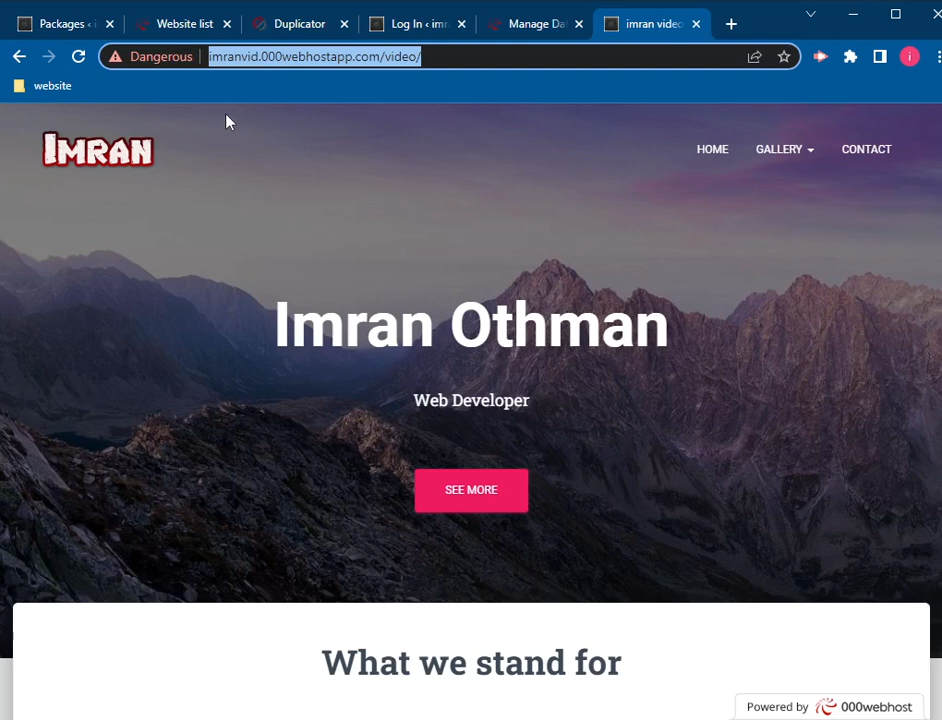 Packages ‹ i
Website list
Duplicator
Log In ‹ imr
Manage Da
imran video
Dangerous
imranvid.000webhostapp.com/video/
i
website
IMRAN
HOME
GALLERY
CONTACT
Imran Othman
Web Developer
SEE MORE
What we stand for
Powered by 000webhost